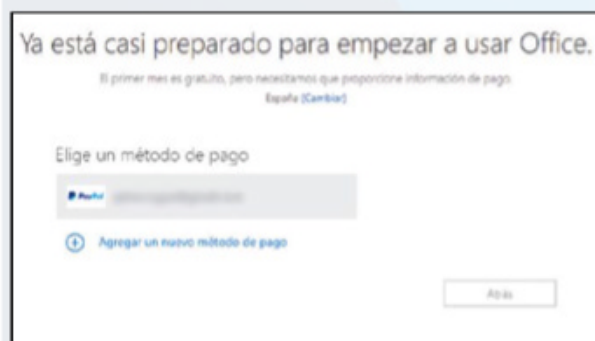 Ya está casi preparado para empezar a usar Office.
El primer mes es gratuito, pero necesitamos que proporcione información de pago.
España (Cambiar)
Elige un método de pago
PayPal
Agregar un nuevo método de pago
Atrás